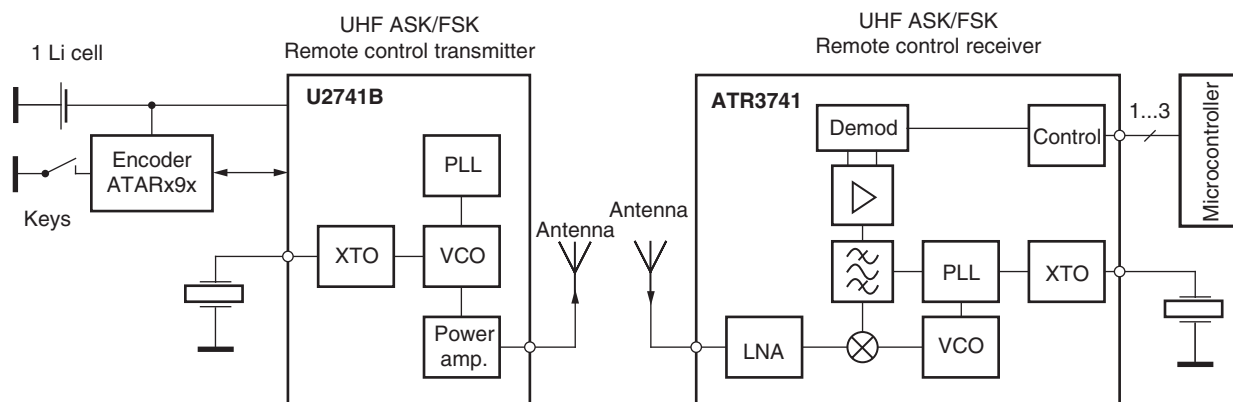 UHF ASK/FSK
Remote control transmitter
UHF ASK/FSK
Remote control receiver
1 Li cell
U2741B
ATR3741
Encoder
ATARx9x
Keys
PLL
XTO
VCO
Power
amp.
Antenna
Antenna
Demod
Control
1...3
Microcontroller
PLL
XTO
LNA
VCO